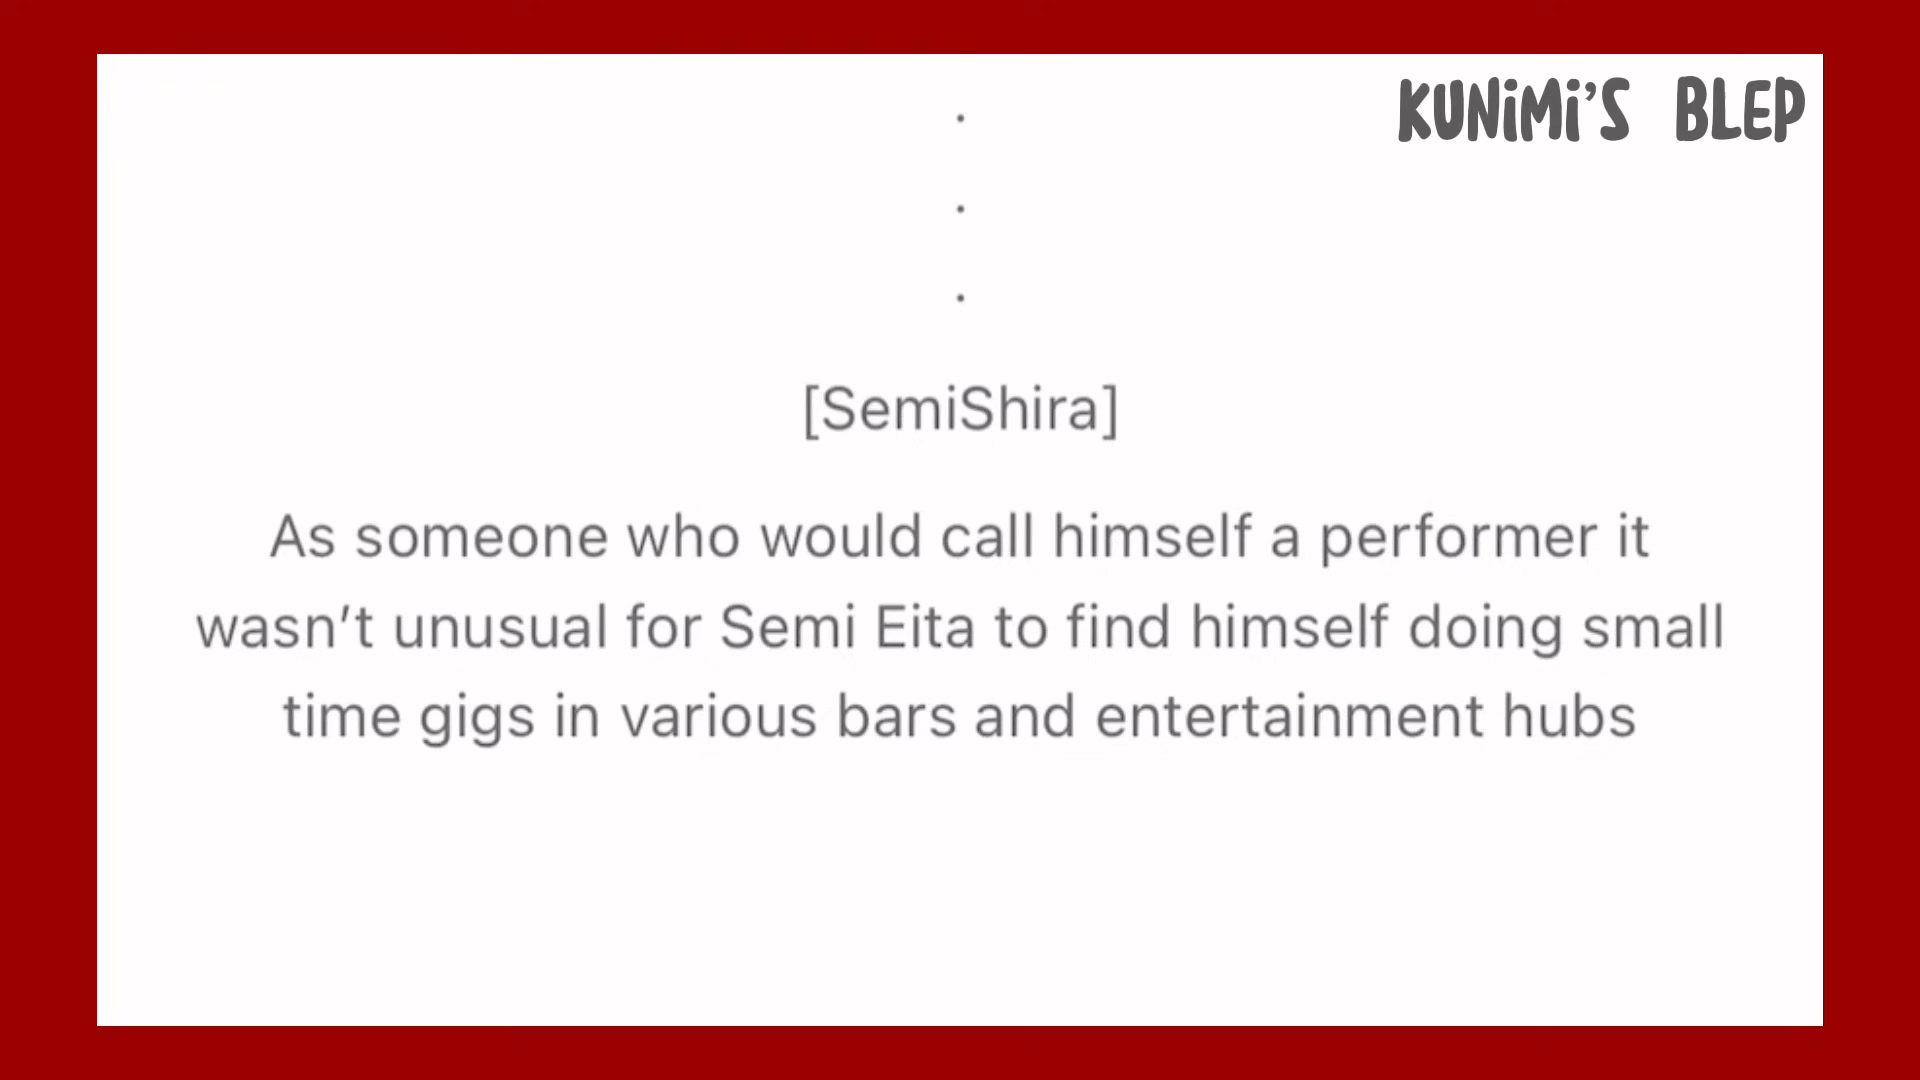 KUNiMi'S BLEP
.
.
.
[SemiShira]
As someone who would call himself a performer it
wasn't unusual for Semi Eita to find himself doing small
time gigs in various bars and entertainment hubs